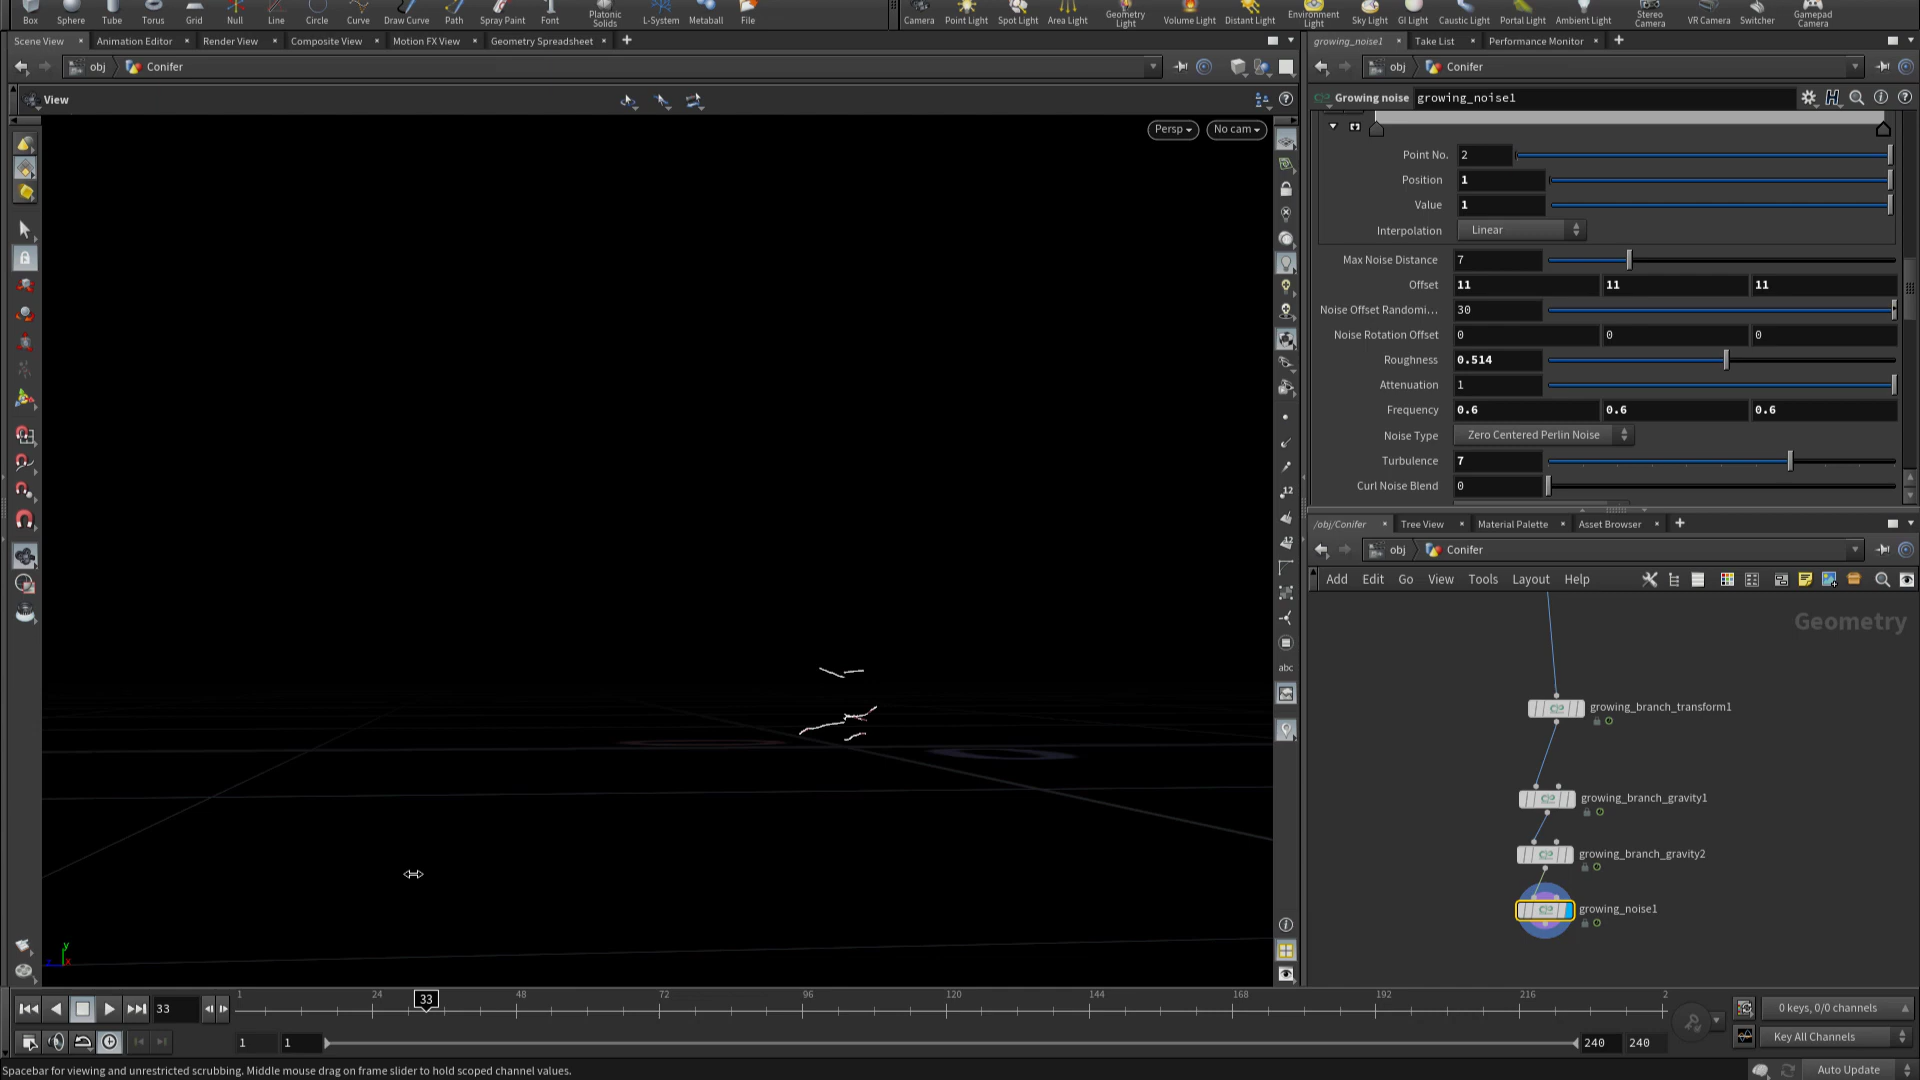 Box Sphere Tube Torus Grid Null Line Circle Curve Draw Curve Path Spray Paint Font Platonic Solids L-System Metaball File Camera Point Light Spot Light Area Light Geometry Light Volume Light Distant Light Environment Light Sky Light GI Light Caustic Light Portal Light Ambient Light Stereo Camera VR Camera Switcher Gamepad Camera
Scene View × Animation Editor × Render View × Composite View × Motion FX View × Geometry Spreadsheet × +
obj Conifer
View
Persp
No cam
growing_noise1 × Take List × Performance Monitor × +
obj Conifer
Growing noise growing_noise1
Point No. 2
Position 1
Value 1
Interpolation Linear
Max Noise Distance 7
Offset 11 11 11
Noise Offset Randomi... 30
Noise Rotation Offset 0 0 0
Roughness 0.514
Attenuation 1
Frequency 0.6 0.6 0.6
Noise Type Zero Centered Perlin Noise
Turbulence 7
Curl Noise Blend 0
/obj/Conifer × Tree View × Material Palette × Asset Browser × +
obj Conifer
Add Edit Go View Tools Layout Help
Geometry
growing_branch_transform1
growing_branch_gravity1
growing_branch_gravity2
growing_noise1
12
12
abc
y
z x
33
1 24 33 48 72 96 120 144 168 192 216 2
0 keys, 0/0 channels
1 1 240 240
Key All Channels
Spacebar for viewing and unrestricted scrubbing. Middle mouse drag on frame slider to hold scoped channel values.
Auto Update